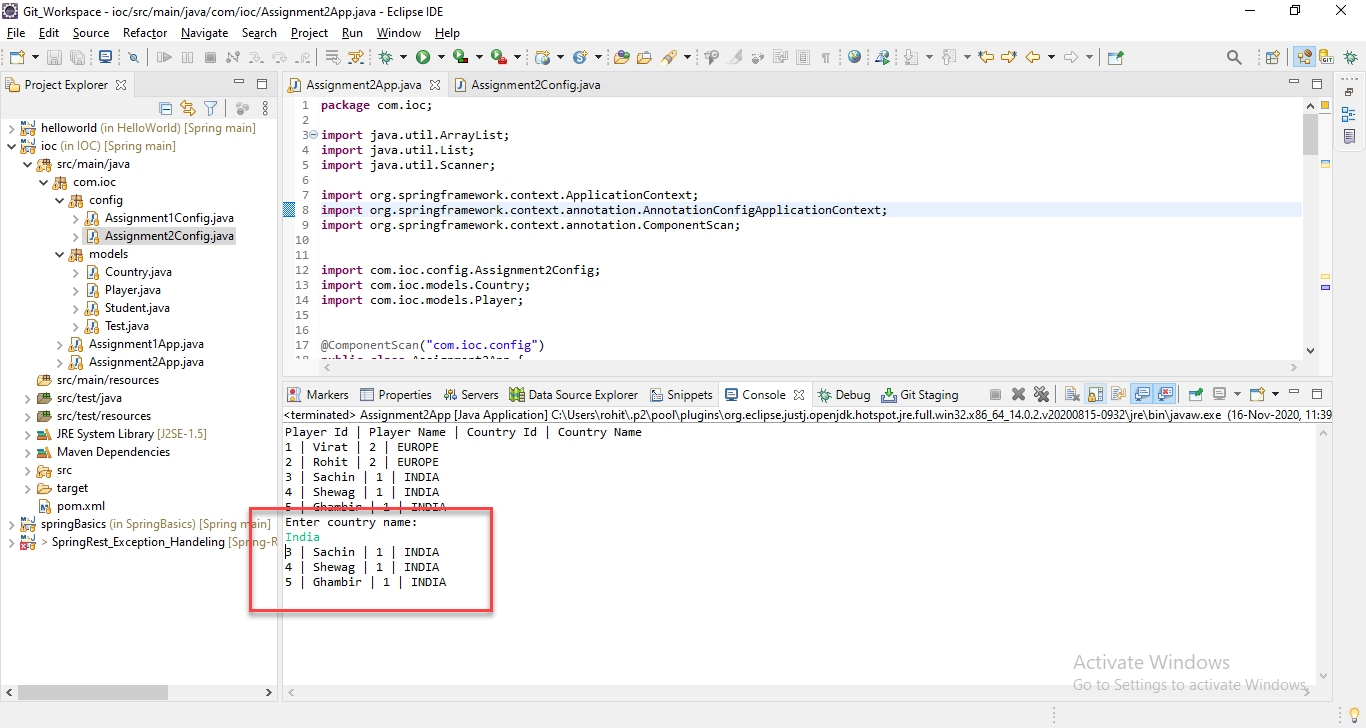 Git_Workspace - ioc/src/main/java/com/ioc/Assignment2App.java - Eclipse IDE
File Edit Source Refactor Navigate Search Project Run Window Help
Project Explorer
helloworld (in HelloWorld) [Spring main]
ioc (in IOC) [Spring main]
src/main/java
com.ioc
config
Assignment1Config.java
Assignment2Config.java
models
Country.java
Player.java
Student.java
Test.java
Assignment1App.java
Assignment2App.java
src/main/resources
src/test/java
src/test/resources
JRE System Library [J2SE-1.5]
Maven Dependencies
src
target
pom.xml
springBasics (in SpringBasics) [Spring main]
> SpringRest_Exception_Handeling [Spring-R
Assignment2App.java Assignment2Config.java
1 package com.ioc;
2
3 import java.util.ArrayList;
4 import java.util.List;
5 import java.util.Scanner;
6
7 import org.springframework.context.ApplicationContext;
8 import org.springframework.context.annotation.AnnotationConfigApplicationContext;
9 import org.springframework.context.annotation.ComponentScan;
10
11
12 import com.ioc.config.Assignment2Config;
13 import com.ioc.models.Country;
14 import com.ioc.models.Player;
15
16
17 @ComponentScan("com.ioc.config")
18 public class Assignment2App {
Markers Properties Servers Data Source Explorer Snippets Console Debug Git Staging
<terminated> Assignment2App [Java Application] C:\Users\rohit\.p2\pool\plugins\org.eclipse.justj.openjdk.hotspot.jre.full.win32.x86_64_14.0.2.v20200815-0932\jre\bin\javaw.exe (16-Nov-2020, 11:39
Player Id | Player Name | Country Id | Country Name
1 | Virat | 2 | EUROPE
2 | Rohit | 2 | EUROPE
3 | Sachin | 1 | INDIA
4 | Shewag | 1 | INDIA
5 | Ghambir | 1 | INDIA
Enter country name:
India
3 | Sachin | 1 | INDIA
4 | Shewag | 1 | INDIA
5 | Ghambir | 1 | INDIA
Activate Windows
Go to Settings to activate Windows.